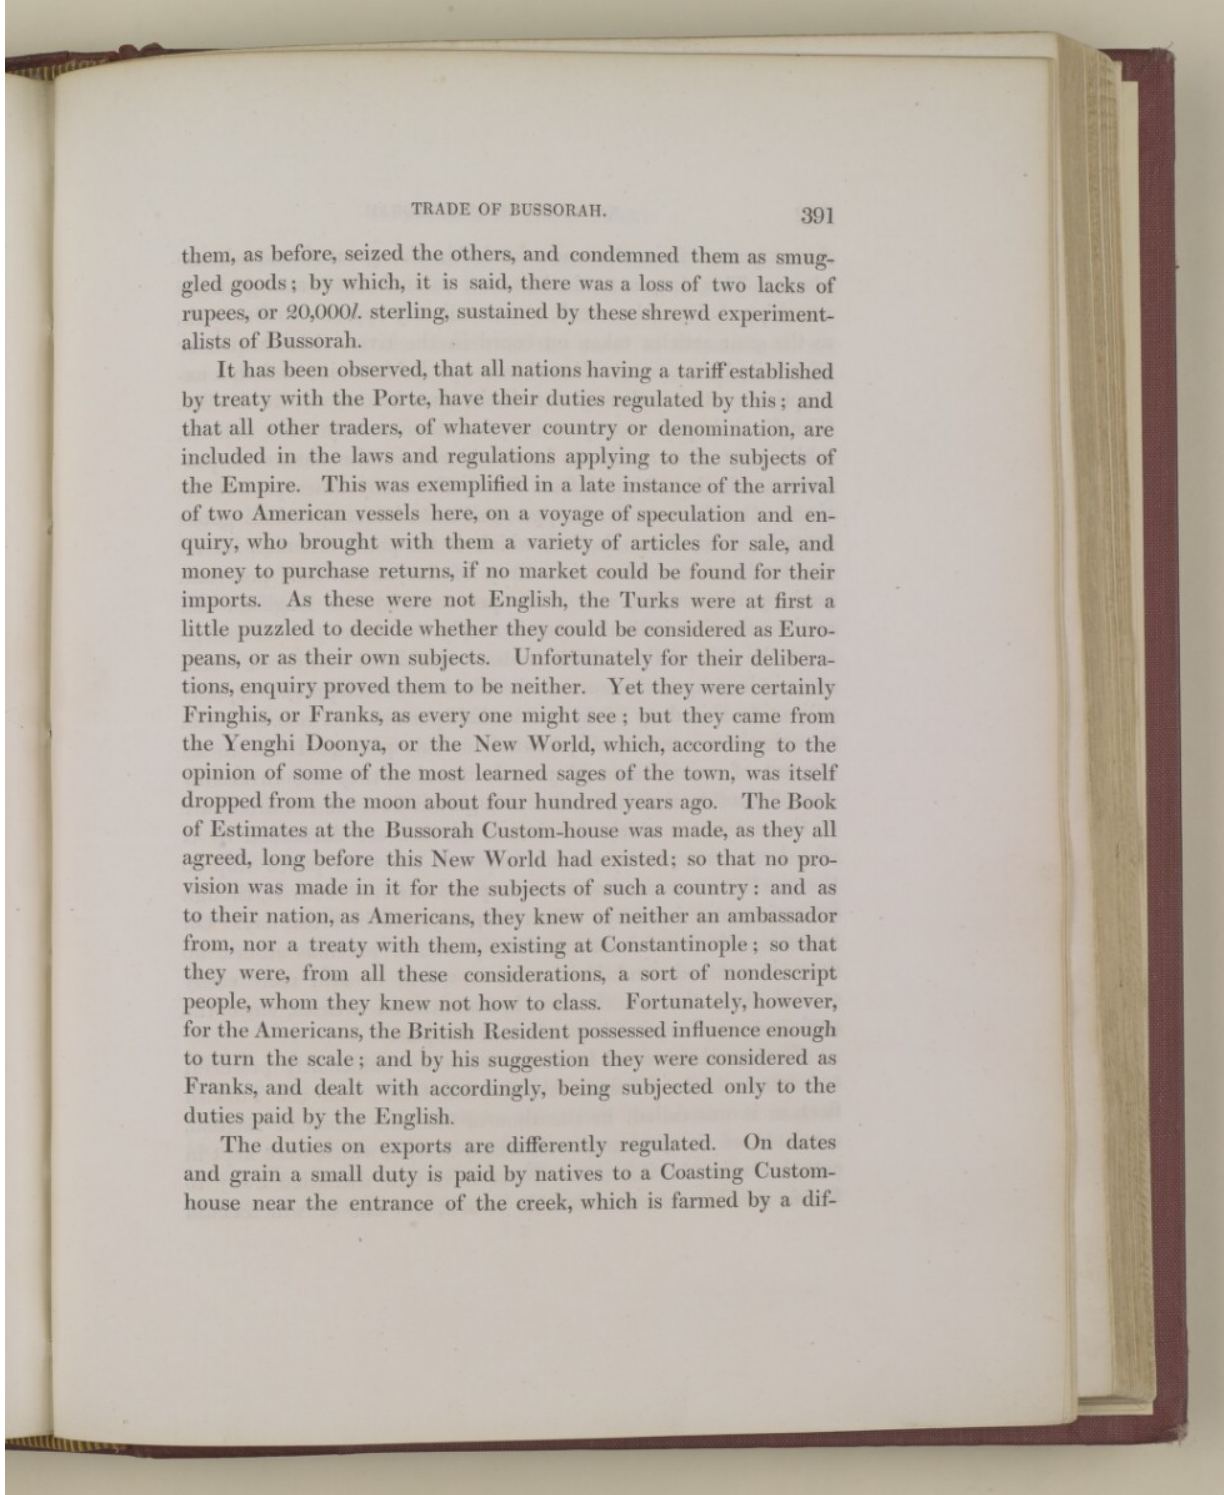 TRADE OF BUSSORAH. 391
them, as before, seized the others, and condemned them as smug-
gled goods; by which, it is said, there was a loss of two lacks of
rupees, or 20,000l. sterling, sustained by these shrewd experiment-
alists of Bussorah.
It has been observed, that all nations having a tariff established
by treaty with the Porte, have their duties regulated by this; and
that all other traders, of whatever country or denomination, are
included in the laws and regulations applying to the subjects of
the Empire. This was exemplified in a late instance of the arrival
of two American vessels here, on a voyage of speculation and en-
quiry, who brought with them a variety of articles for sale, and
money to purchase returns, if no market could be found for their
imports. As these were not English, the Turks were at first a
little puzzled to decide whether they could be considered as Euro-
peans, or as their own subjects. Unfortunately for their delibera-
tions, enquiry proved them to be neither. Yet they were certainly
Fringhis, or Franks, as every one might see; but they came from
the Yenghi Doonya, or the New World, which, according to the
opinion of some of the most learned sages of the town, was itself
dropped from the moon about four hundred years ago. The Book
of Estimates at the Bussorah Custom-house was made, as they all
agreed, long before this New World had existed; so that no pro-
vision was made in it for the subjects of such a country: and as
to their nation, as Americans, they knew of neither an ambassador
from, nor a treaty with them, existing at Constantinople; so that
they were, from all these considerations, a sort of nondescript
people, whom they knew not how to class. Fortunately, however,
for the Americans, the British Resident possessed influence enough
to turn the scale; and by his suggestion they were considered as
Franks, and dealt with accordingly, being subjected only to the
duties paid by the English.
The duties on exports are differently regulated. On dates
and grain a small duty is paid by natives to a Coasting Custom-
house near the entrance of the creek, which is farmed by a dif-